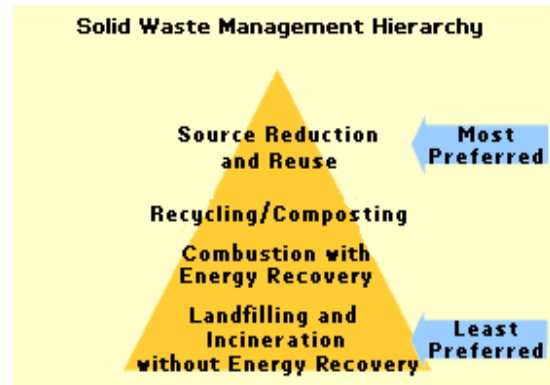 Solid Waste Management Hierarchy
Source Reduction
and Reuse
Most
Preferred
Recycling/Composting
Combustion with
Energy Recovery
Landfilling and
Incineration
without Energy Recovery
Least
Preferred